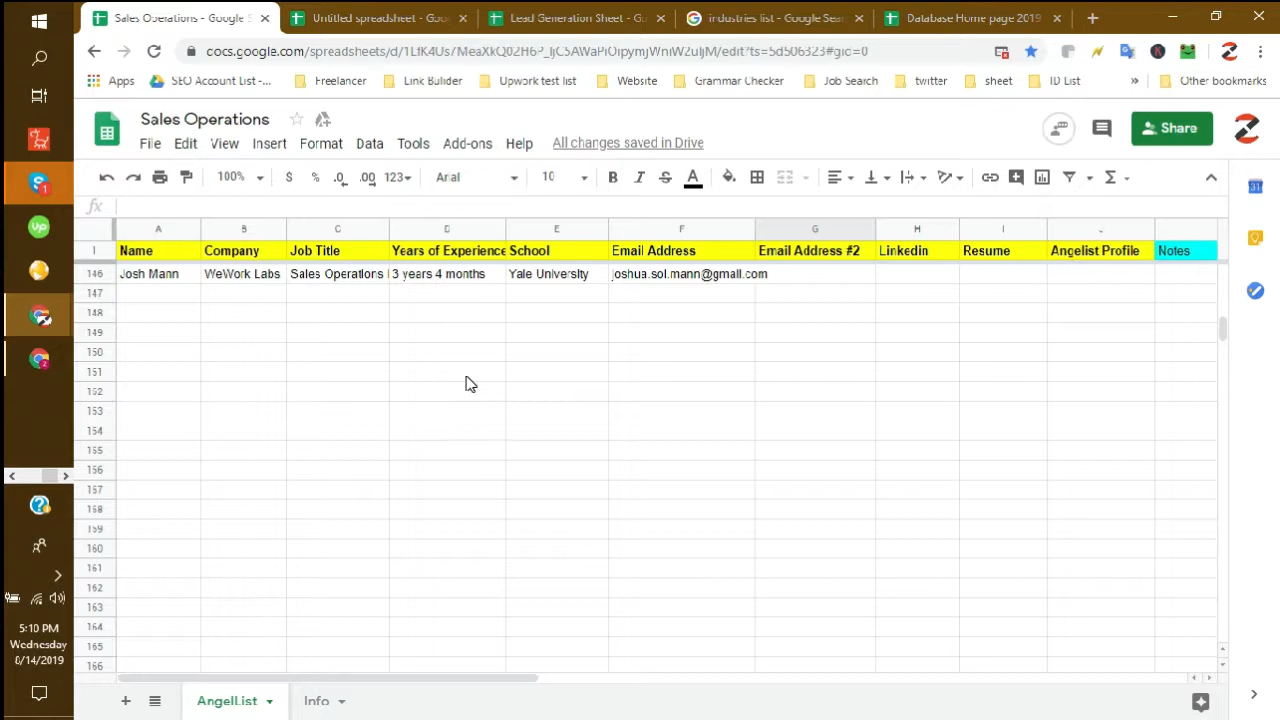 Sales Operations - Google S
Untitled spreadsheet - Goo
Lead Generation Sheet - G
industries list - Google Sear
Database Home page 2019
Apps
SEO Account List -...
Freelancer
Link Builder
Upwork test list
Website
Grammar Checker
Job Search
twitter
sheet
ID List
Other bookmarks
Sales Operations
File Edit View Insert Format Data Tools Add-ons Help All changes saved in Drive
Share
100% $ % .0 .00 123 Arial 10 B I S A
fx
A B C D E F G H I J
1 Name Company Job Title Years of Experience School Email Address Email Address #2 Linkedin Resume Angelist Profile Notes
146 Josh Mann WeWork Labs Sales Operations 3 years 4 months Yale University joshua.sol.mann@gmail.com
147
148
149
150
151
152
153
154
155
156
157
158
159
160
161
162
163
164
165
166
AngelList Info
5:10 PM
Wednesday
8/14/2019